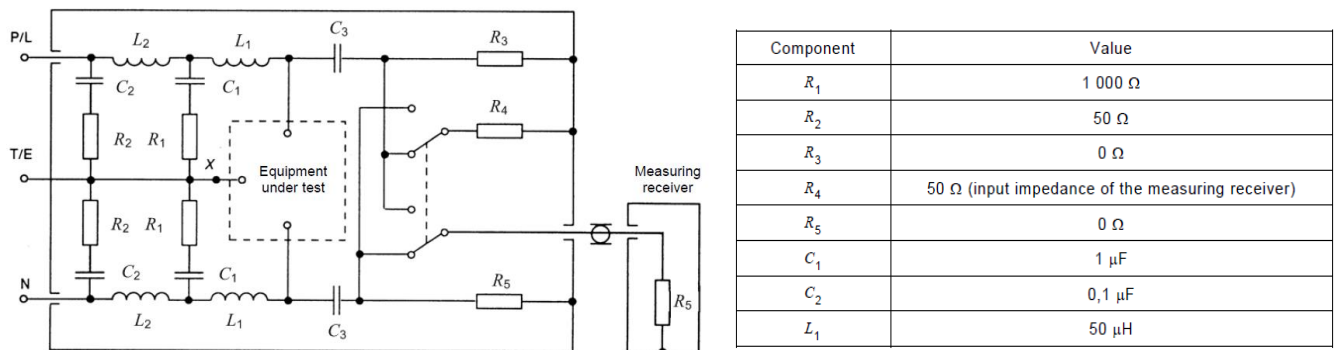 P/L
L2
L1
C3
R3
C2
C1
R4
R2
R1
T/E
X
Equipment
under test
Measuring
receiver
R2
R1
C2
C1
R5
R5
N
L2
L1
C3
Component Value
R1 1 000 Ω
R2 50 Ω
R3 0 Ω
R4 50 Ω (input impedance of the measuring receiver)
R5 0 Ω
C1 1 μF
C2 0,1 μF
L1 50 μH